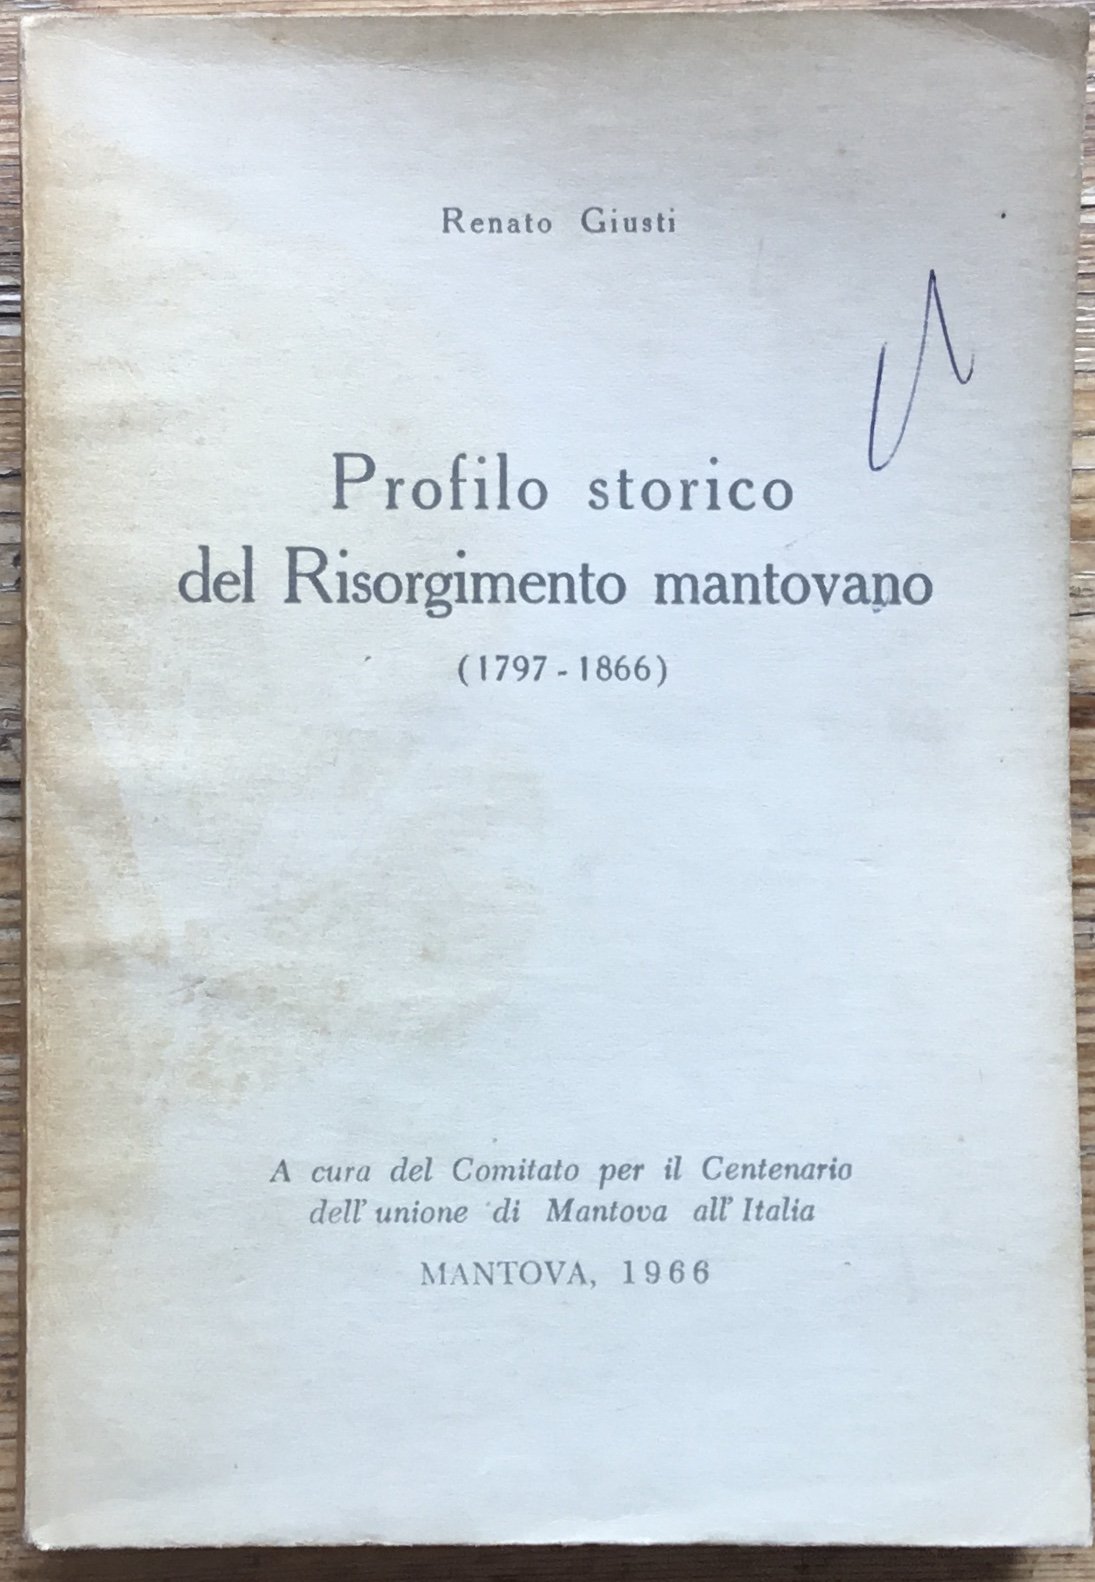 Renato Giusti
Profilo storico
del Risorgimento mantovano
(1797-1866)
A cura del Comitato per il Centenario
dell'unione di Mantova all'Italia
MANTOVA, 1966